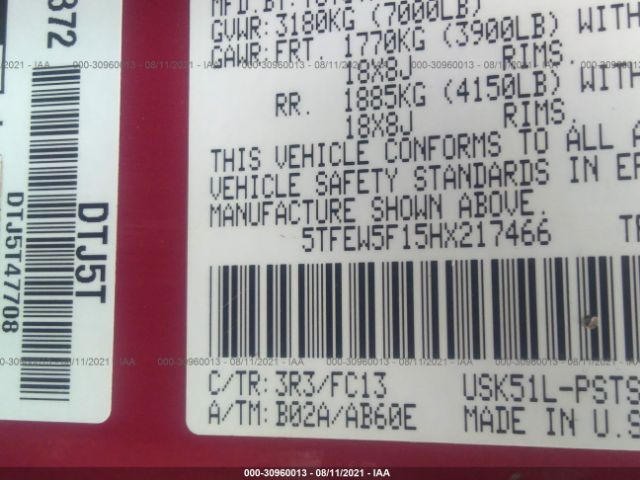 GVWR: 3180KG (7000LB)
GAWR: FRT 1770KG (3900LB) WITH
18X8J RIMS,
RR. 1885KG (4150LB) WITH
18X8J RIMS,
THIS VEHICLE CONFORMS TO ALL A
VEHICLE SAFETY STANDARDS IN EF
MANUFACTURE SHOWN ABOVE.
5TFEW5F15HX217466
C/TR: 3R3/FC13 USK51L-PSTS
A/TM: B02A/AB60E MADE IN U.S
372
DTJ5T
DTJ5T47708
000-30960013 - 08/11/2021 - IAA